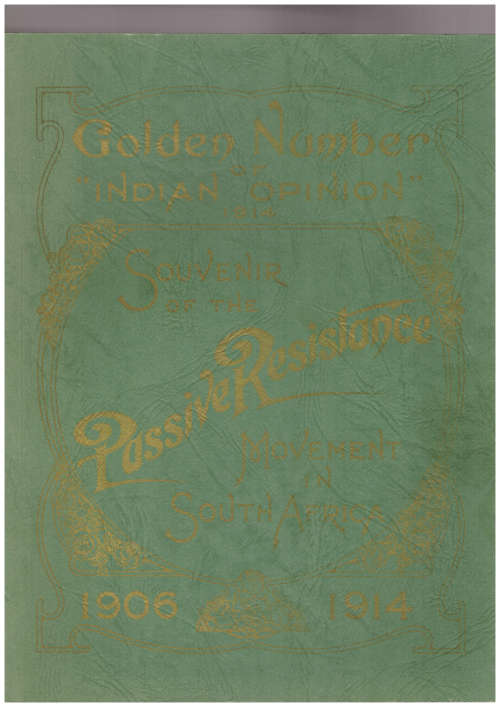 Golden Number
OF
"INDIAN OPINION"
1914
SOUVENIR
OF THE
Passive Resistance
MOVEMENT
IN
SOUTH AFRICA
1906 1914